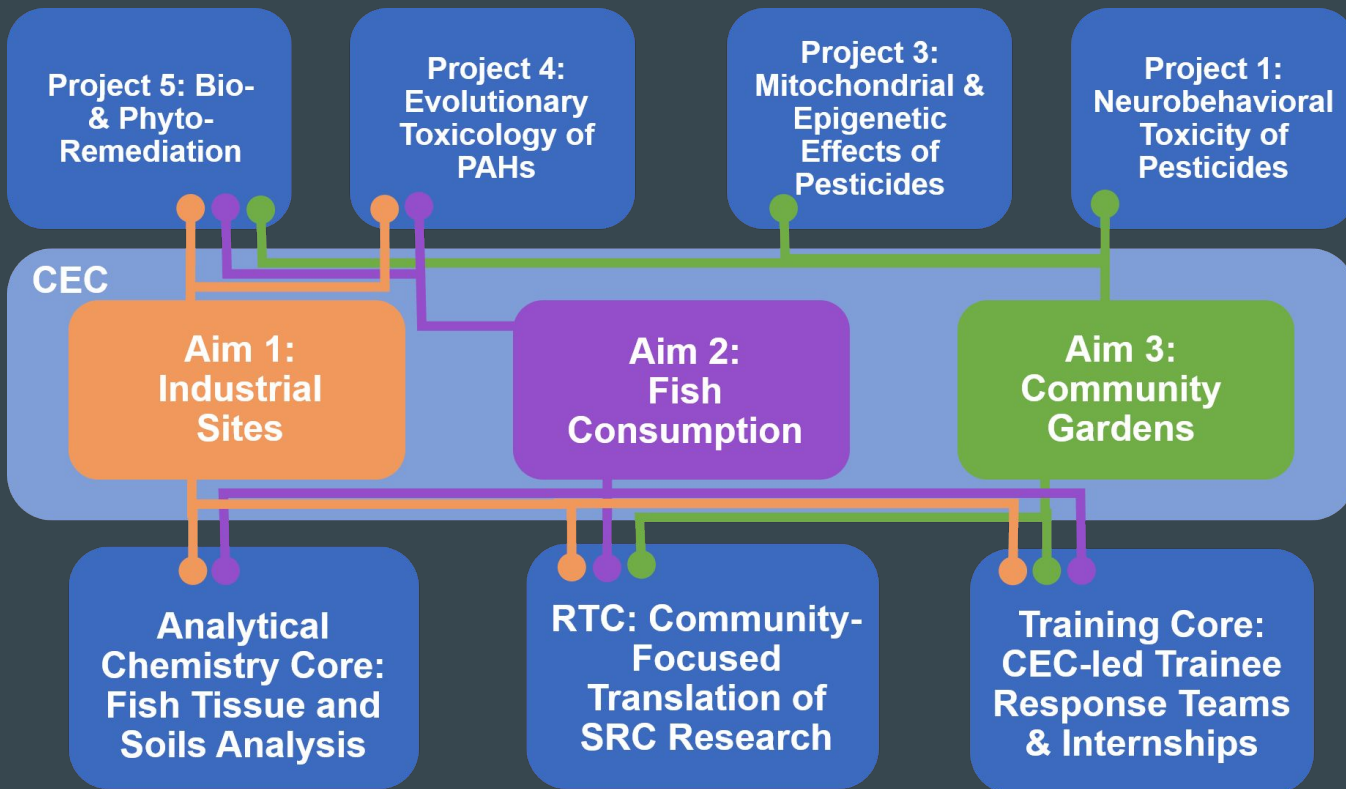 Project 5: Bio-
& Phyto-
Remediation
Project 4:
Evolutionary
Toxicology of
PAHs
Project 3:
Mitochondrial &
Epigenetic
Effects of
Pesticides
Project 1:
Neurobehavioral
Toxicity of
Pesticides
CEC
Aim 1:
Industrial
Sites
Aim 2:
Fish
Consumption
Aim 3:
Community
Gardens
Analytical
Chemistry Core:
Fish Tissue and
Soils Analysis
RTC: Community-
Focused
Translation of
SRC Research
Training Core:
CEC-led Trainee
Response Teams
& Internships